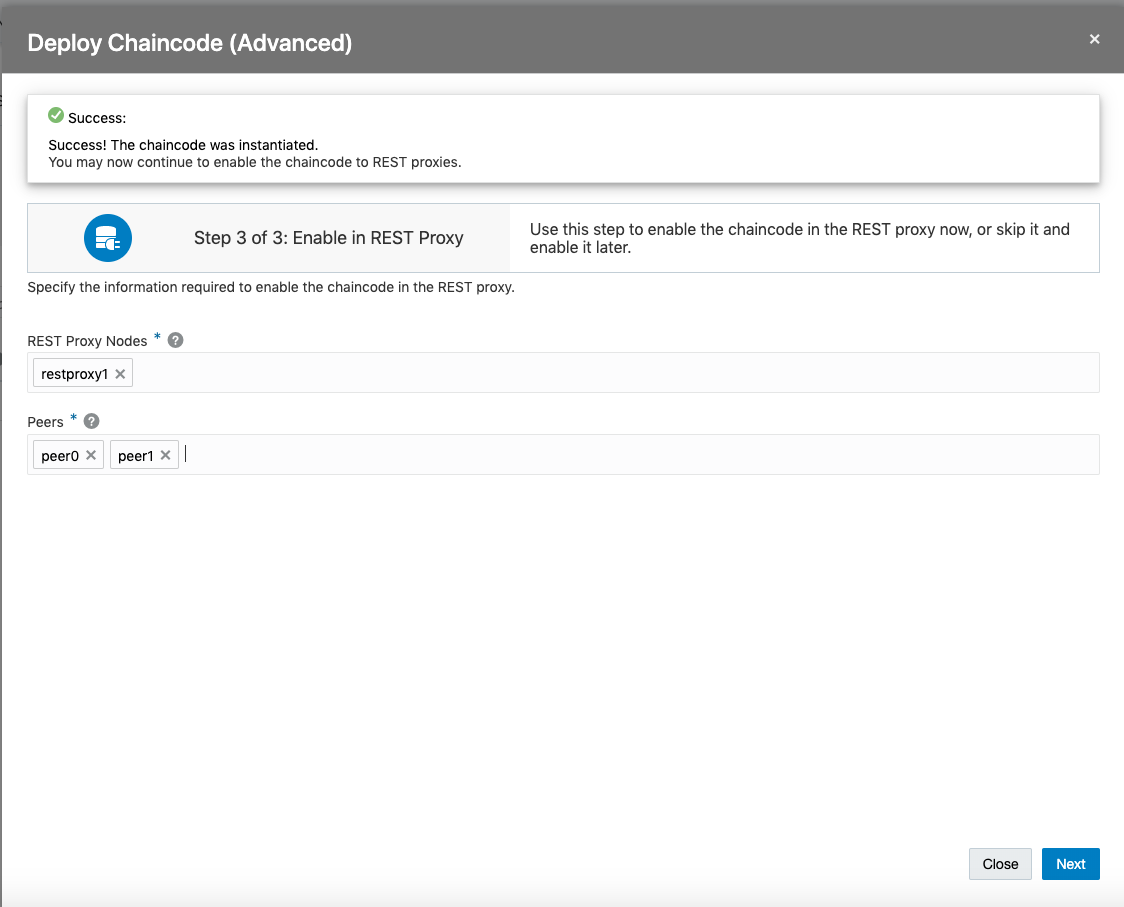 Deploy Chaincode (Advanced)
Success:
Success! The chaincode was instantiated.
You may now continue to enable the chaincode to REST proxies.
Step 3 of 3: Enable in REST Proxy
Use this step to enable the chaincode in the REST proxy now, or skip it and
enable it later.
Specify the information required to enable the chaincode in the REST proxy.
REST Proxy Nodes * ?
restproxy1 ×
Peers * ?
peer0 × peer1 ×
Close Next